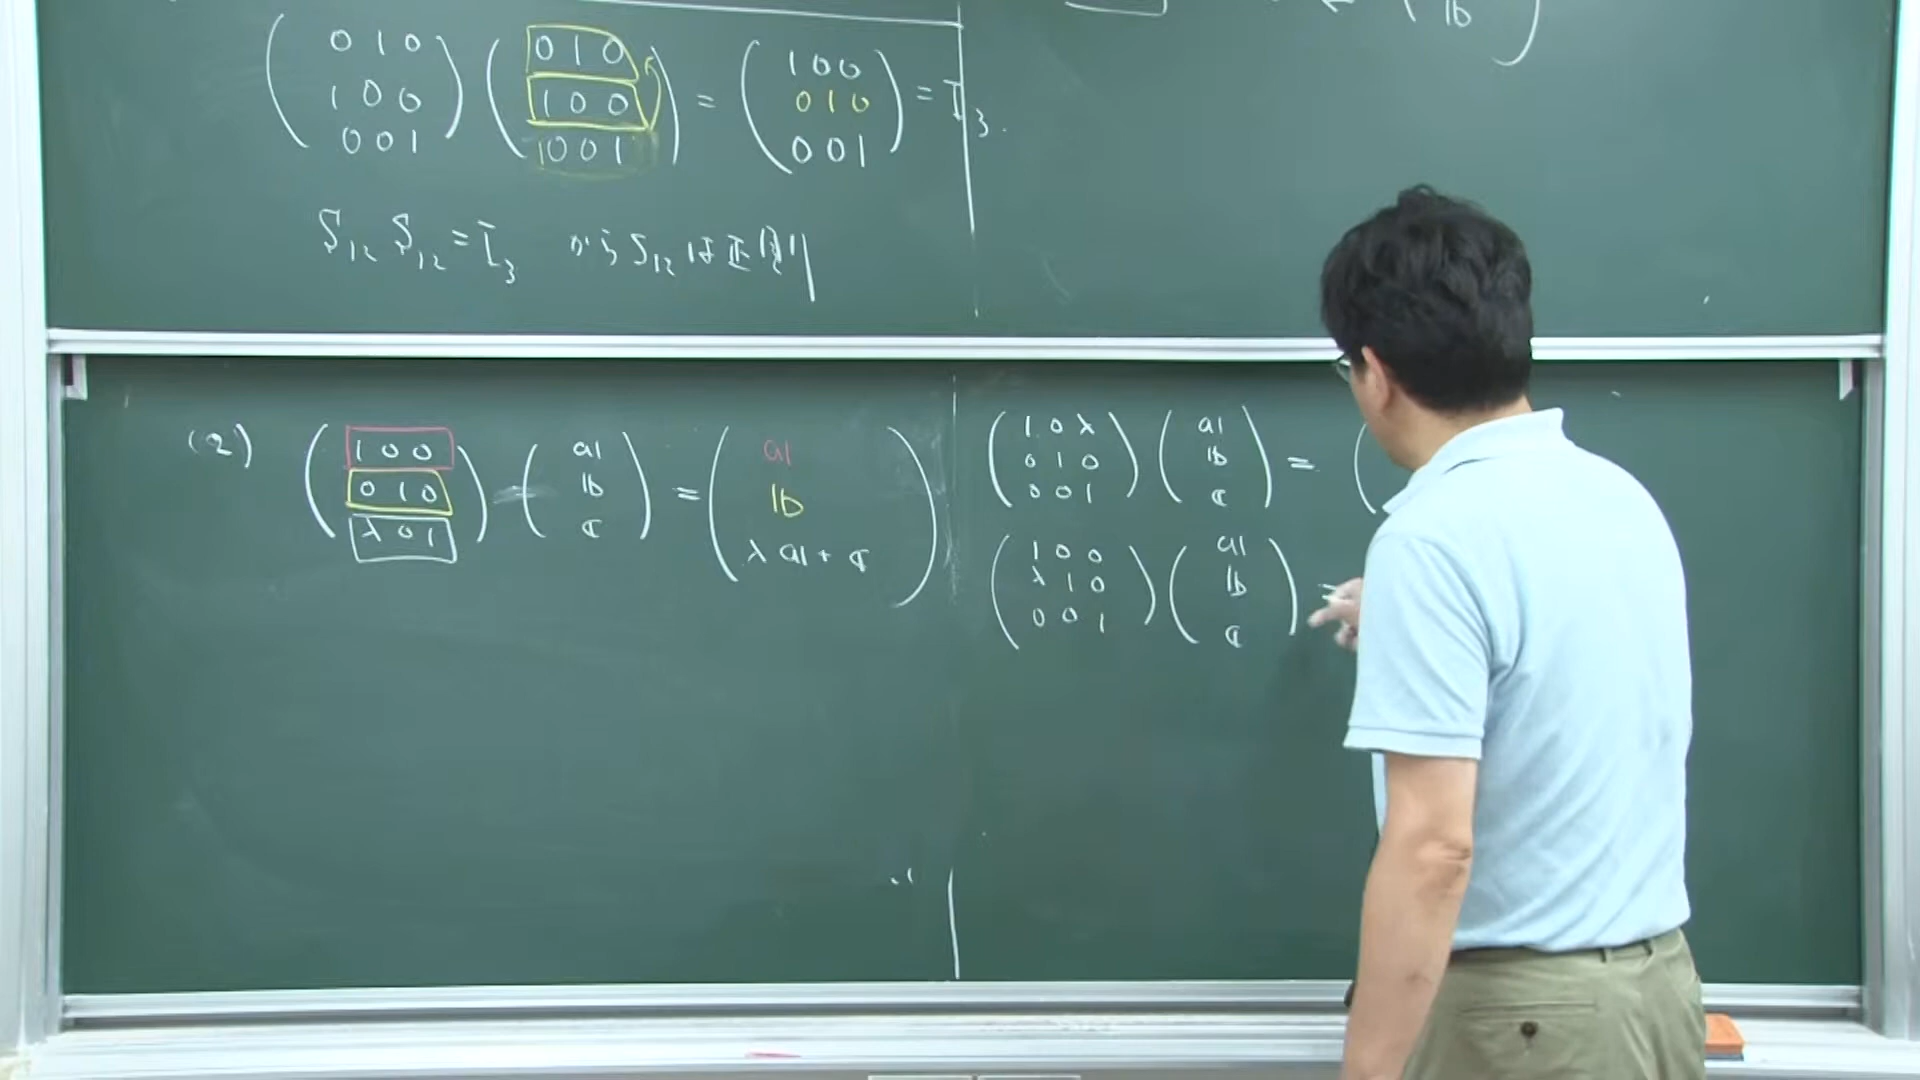 0 1 0
1 0 0
0 0 1
0 1 0
1 0 0
0 0 1
=
1 0 0
0 1 0
0 0 1
= I₃.
S₁₂ S₁₂ = I₃ から S₁₂ は正則
𝕓
(2)
1 0 0
0 1 0
λ 0 1
𝕒
𝕓
𝕔
=
𝕒
𝕓
λ𝕒 + 𝕔
1 0 λ
0 1 0
0 0 1
𝕒
𝕓
𝕔
=
1 0 0
λ 1 0
0 0 1
𝕒
𝕓
𝕔
=